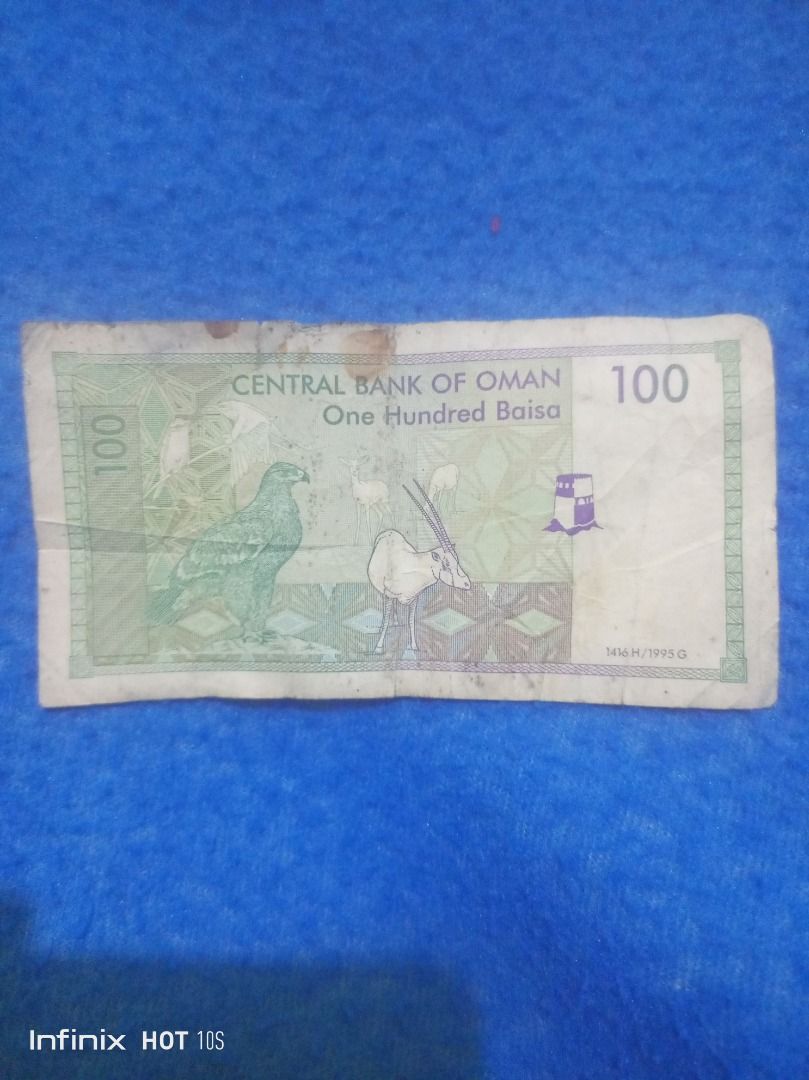 CENTRAL BANK OF OMAN
One Hundred Baisa
100
100
1416 H/1995 G
Infinix HOT 10S